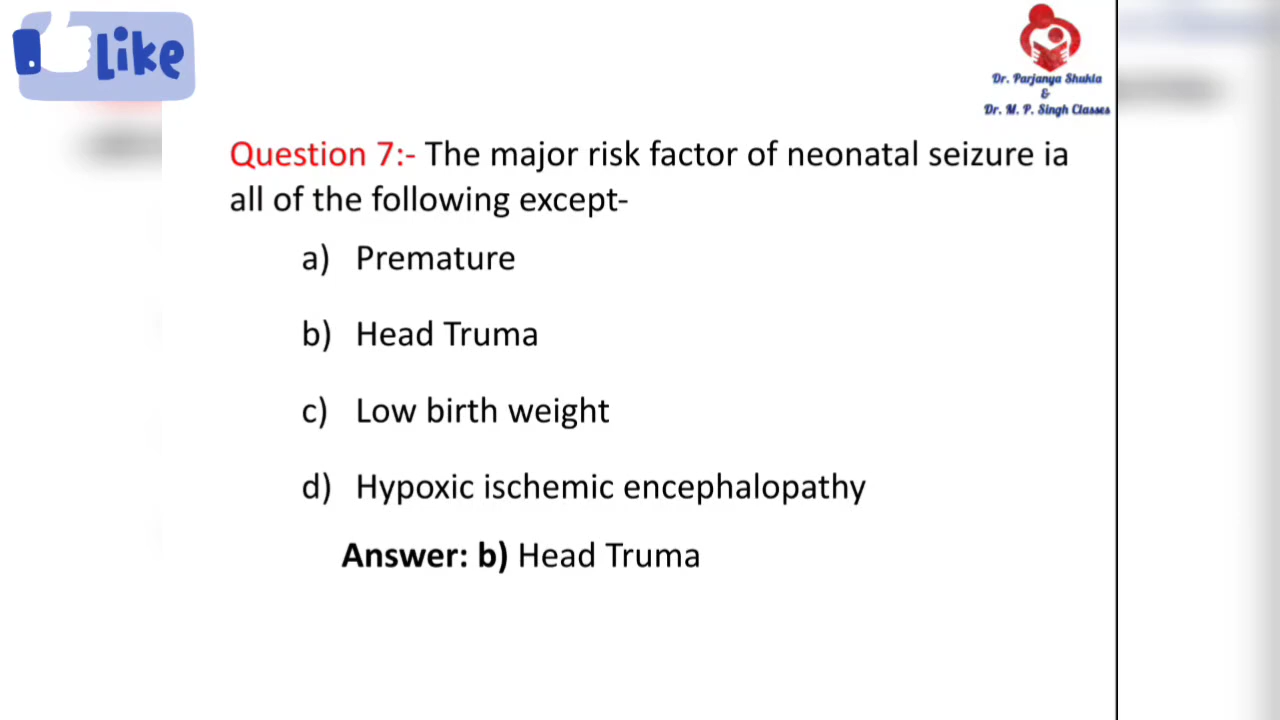 Like
Dr. Parjanya Shukla
&
Dr. M. P. Singh Classes
Question 7:- The major risk factor of neonatal seizure ia
all of the following except-
a) Premature
b) Head Truma
c) Low birth weight
d) Hypoxic ischemic encephalopathy
Answer: b) Head Truma